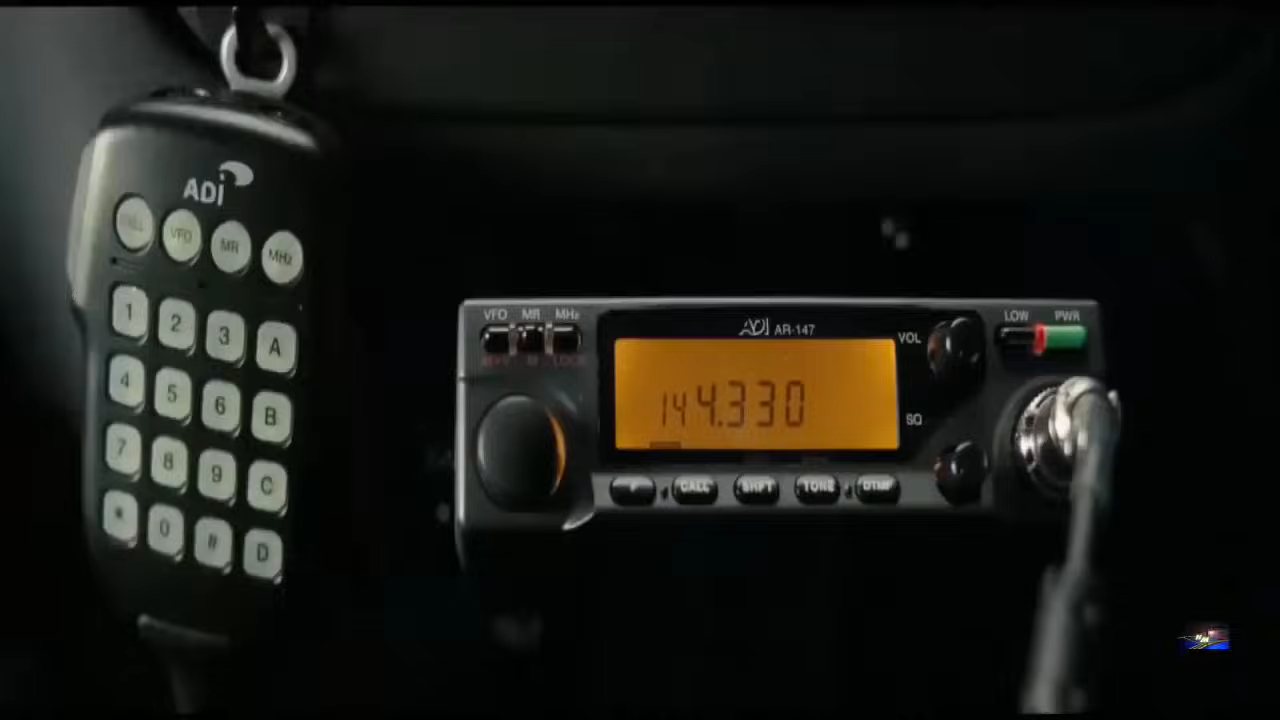 ADI
CALL VFO MR MHz
1 2 3 A
4 5 6 B
7 8 9 C
* 0 # D
VFO MR MHz
ADI AR-147
VOL
LOW PWR
144.330
SQ
F CALL SHFT TONE DTMF